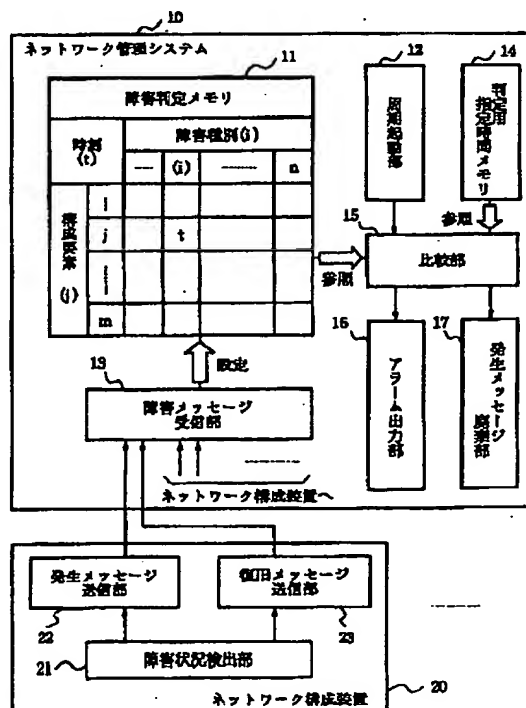 10
ネットワーク管理システム
11
障害判定メモリ
時刻
(t)
障害種別(i)
(i)
n
構成要素
(j)
j
t
m
12
周期起動部
14
判定用
指定時間メモリ
参照
15
比較部
参照
16
アラーム出力部
17
発生メッセージ
廃棄部
設定
13
障害メッセージ
受信部
ネットワーク構成装置へ
発生メッセージ
送信部
22
復旧メッセージ
送信部
23
21
障害状況検出部
ネットワーク構成装置
20